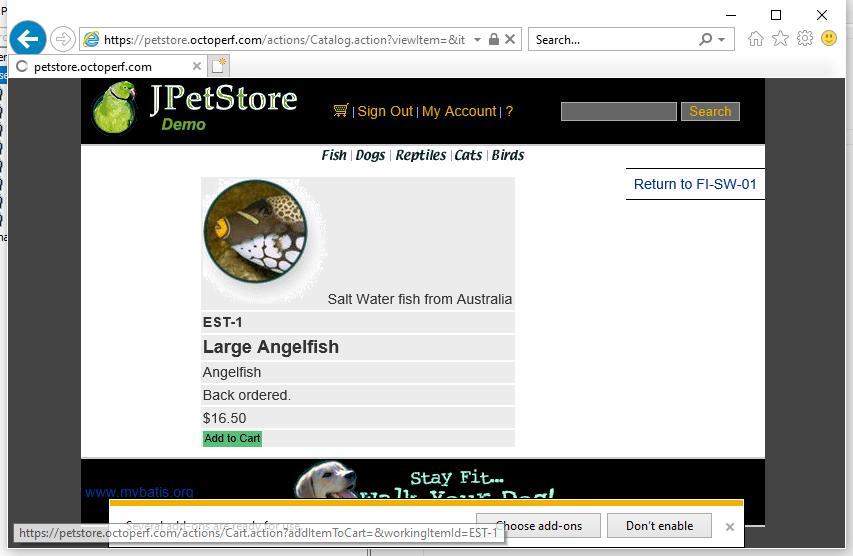 https://petstore.octoperf.com/actions/Catalog.action?viewItem=&it
Search...
petstore.octoperf.com
JPetStore
Demo
| Sign Out | My Account | ?
Search
Fish | Dogs | Reptiles | Cats | Birds
Return to FI-SW-01
Salt Water fish from Australia
EST-1
Large Angelfish
Angelfish
Back ordered.
$16.50
Add to Cart
Stay Fit...
Walk Your Dog!
www.mybatis.org
Several add-ons are ready for use.
Choose add-ons
Don't enable
https://petstore.octoperf.com/actions/Cart.action?addItemToCart=&workingItemId=EST-1